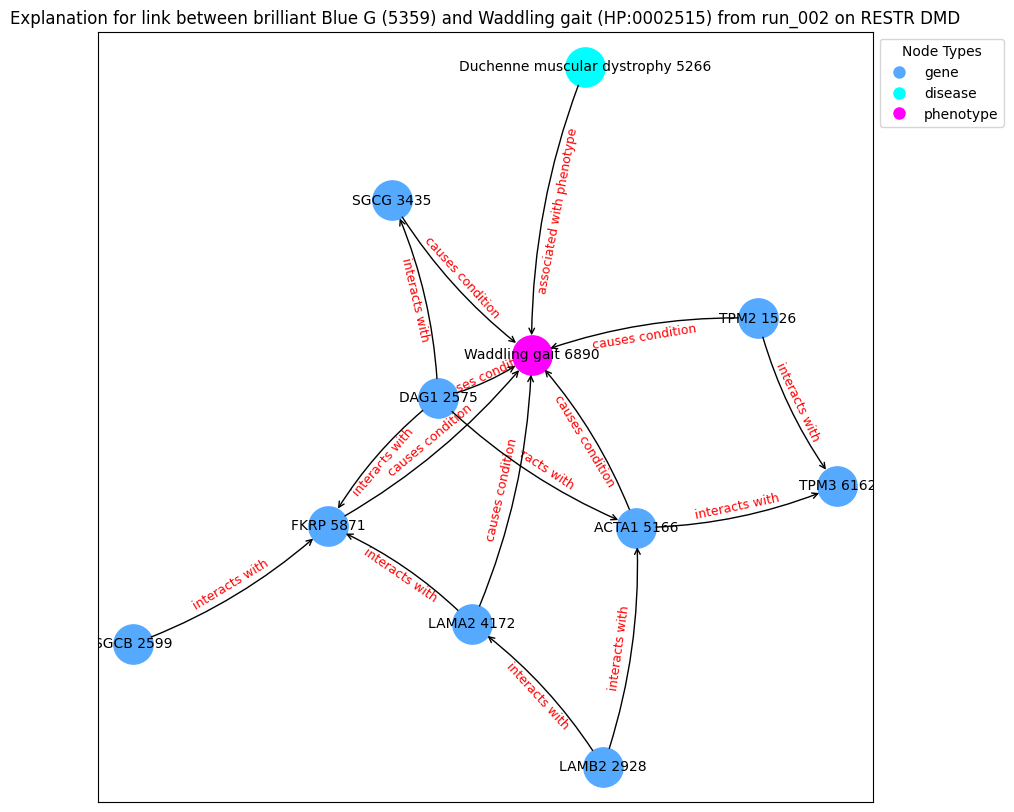 Explanation for link between brilliant Blue G (5359) and Waddling gait (HP:0002515) from run_002 on RESTR DMD
Node Types
gene
disease
phenotype
Duchenne muscular dystrophy 5266
associated with phenotype
SGCG 3435
causes condition
interacts with
TPM2 1526
causes condition
Waddling gait 6890
interacts with
DAG1 2575
causes condition
interacts with
causes condition
with
TPM3 6162
interacts with
causes condition
FKRP 5871
ACTA1 5166
interacts with
interacts with
LAMA2 4172
SGCB 2599
interacts with
interacts with
LAMB2 2928